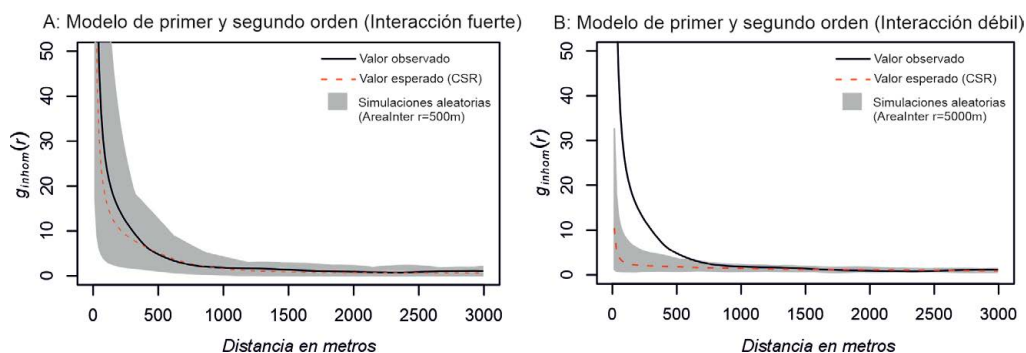 A: Modelo de primer y segundo orden (Interacción fuerte)
50
40
30
20
10
0
g inhom (r)
Valor observado
Valor esperado (CSR)
Simulaciones aleatorias
(AreaInter r=500m)
0 500 1000 1500 2000 2500 3000
Distancia en metros
B: Modelo de primer y segundo orden (Interacción débil)
50
40
30
20
10
0
g inhom (r)
Valor observado
Valor esperado (CSR)
Simulaciones aleatorias
(AreaInter r=5000m)
0 500 1000 1500 2000 2500 3000
Distancia en metros